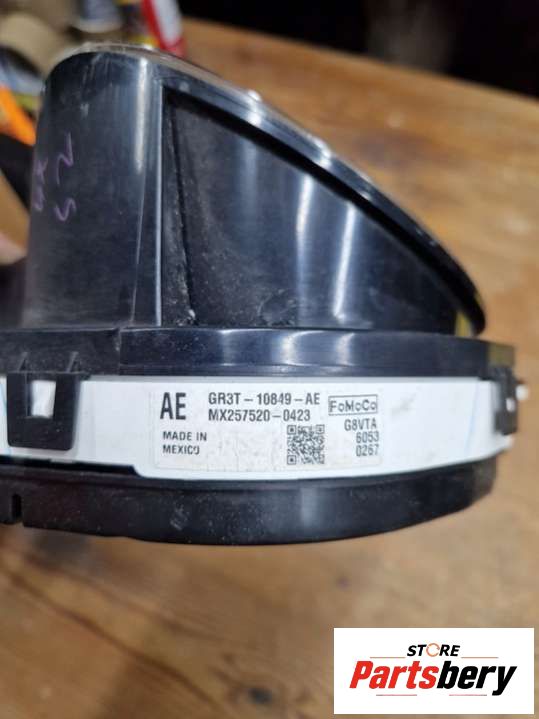 AE
GR3T-10849-AE
MX257520-0423
FoMoCo
G8VTA
MADE IN
MEXICO
6053
0267
STORE
Partsbery